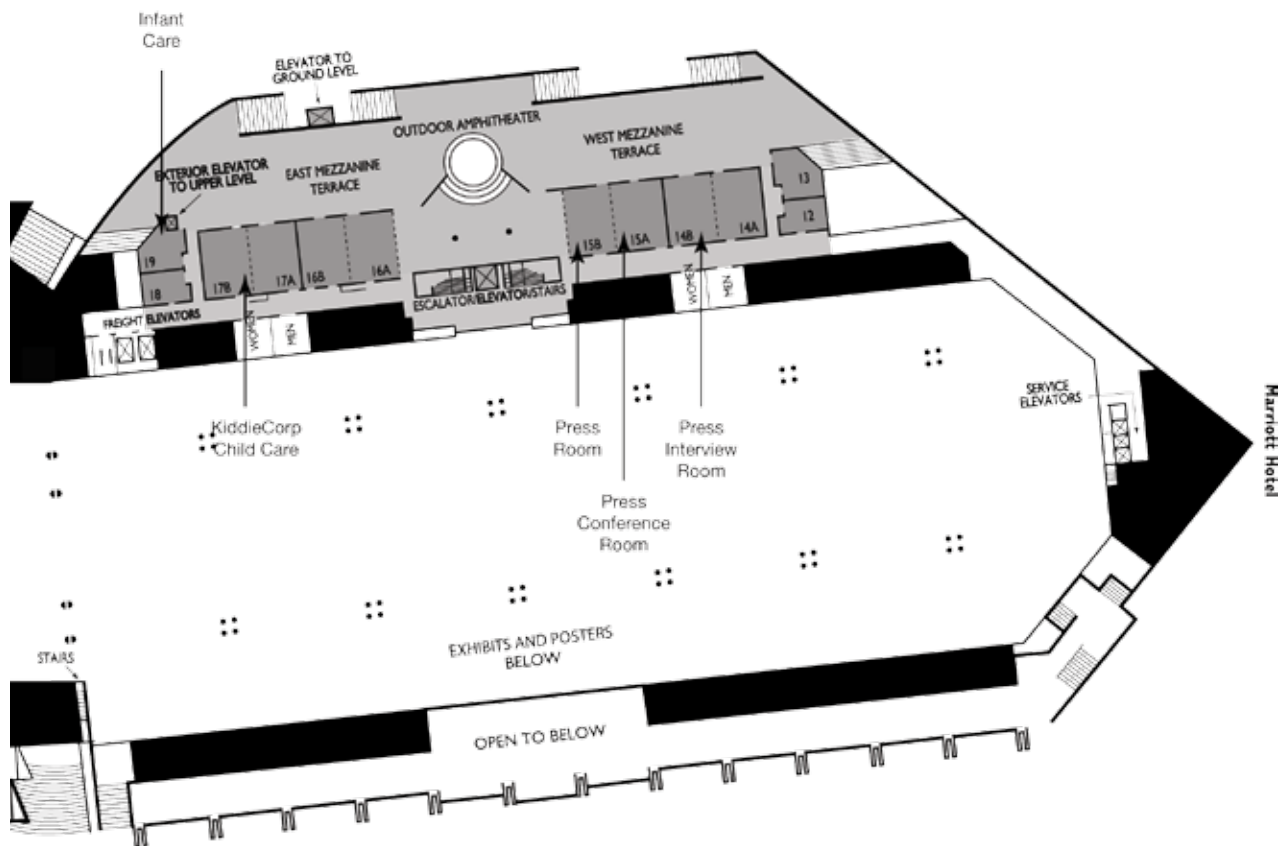 Infant
Care
ELEVATOR TO
GROUND LEVEL
OUTDOOR AMPHITHEATER
WEST MEZZANINE
TERRACE
EXTERIOR ELEVATOR
TO UPPER LEVEL
EAST MEZZANINE
TERRACE
13
12
19
18
17B
17A
16B
16A
15B
15A
14B
14A
ESCALATOR/ELEVATOR/STAIRS
FREIGHT ELEVATORS
WOMEN
MEN
WOMEN
MEN
11
KiddieCorp
Child Care
Press
Room
Press
Interview
Room
Press
Conference
Room
SERVICE
ELEVATORS
Marriott Hotel
EXHIBITS AND POSTERS
BELOW
STAIRS
OPEN TO BELOW